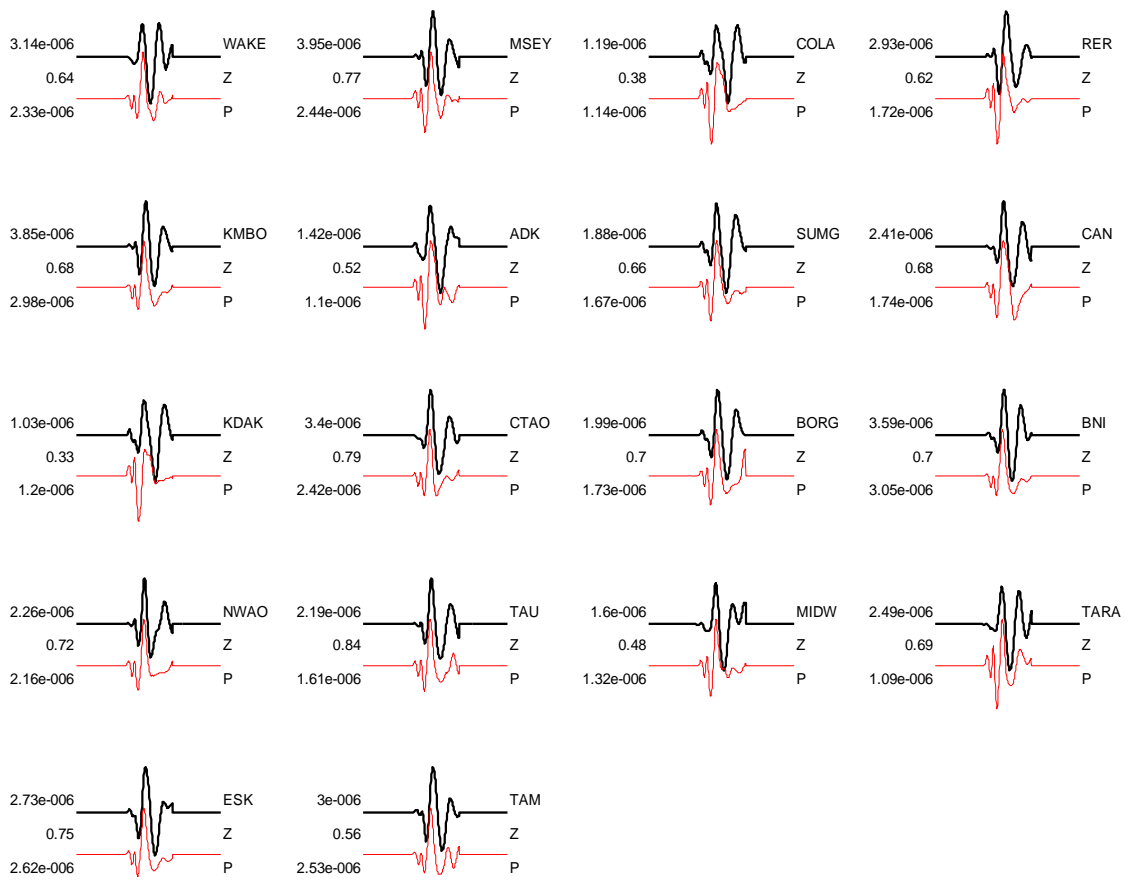 3.14e-006 WAKE 3.95e-006 MSEY 1.19e-006 COLA 2.93e-006 RER
0.64 Z 0.77 Z 0.38 Z 0.62 Z
2.33e-006 P 2.44e-006 P 1.14e-006 P 1.72e-006 P
3.85e-006 KMBO 1.42e-006 ADK 1.88e-006 SUMG 2.41e-006 CAN
0.68 Z 0.52 Z 0.66 Z 0.68 Z
2.98e-006 P 1.1e-006 P 1.67e-006 P 1.74e-006 P
1.03e-006 KDAK 3.4e-006 CTAO 1.99e-006 BORG 3.59e-006 BNI
0.33 Z 0.79 Z 0.7 Z 0.7 Z
1.2e-006 P 2.42e-006 P 1.73e-006 P 3.05e-006 P
2.26e-006 NWAO 2.19e-006 TAU 1.6e-006 MIDW 2.49e-006 TARA
0.72 Z 0.84 Z 0.48 Z 0.69 Z
2.16e-006 P 1.61e-006 P 1.32e-006 P 1.09e-006 P
2.73e-006 ESK 3e-006 TAM
0.75 Z 0.56 Z
2.62e-006 P 2.53e-006 P